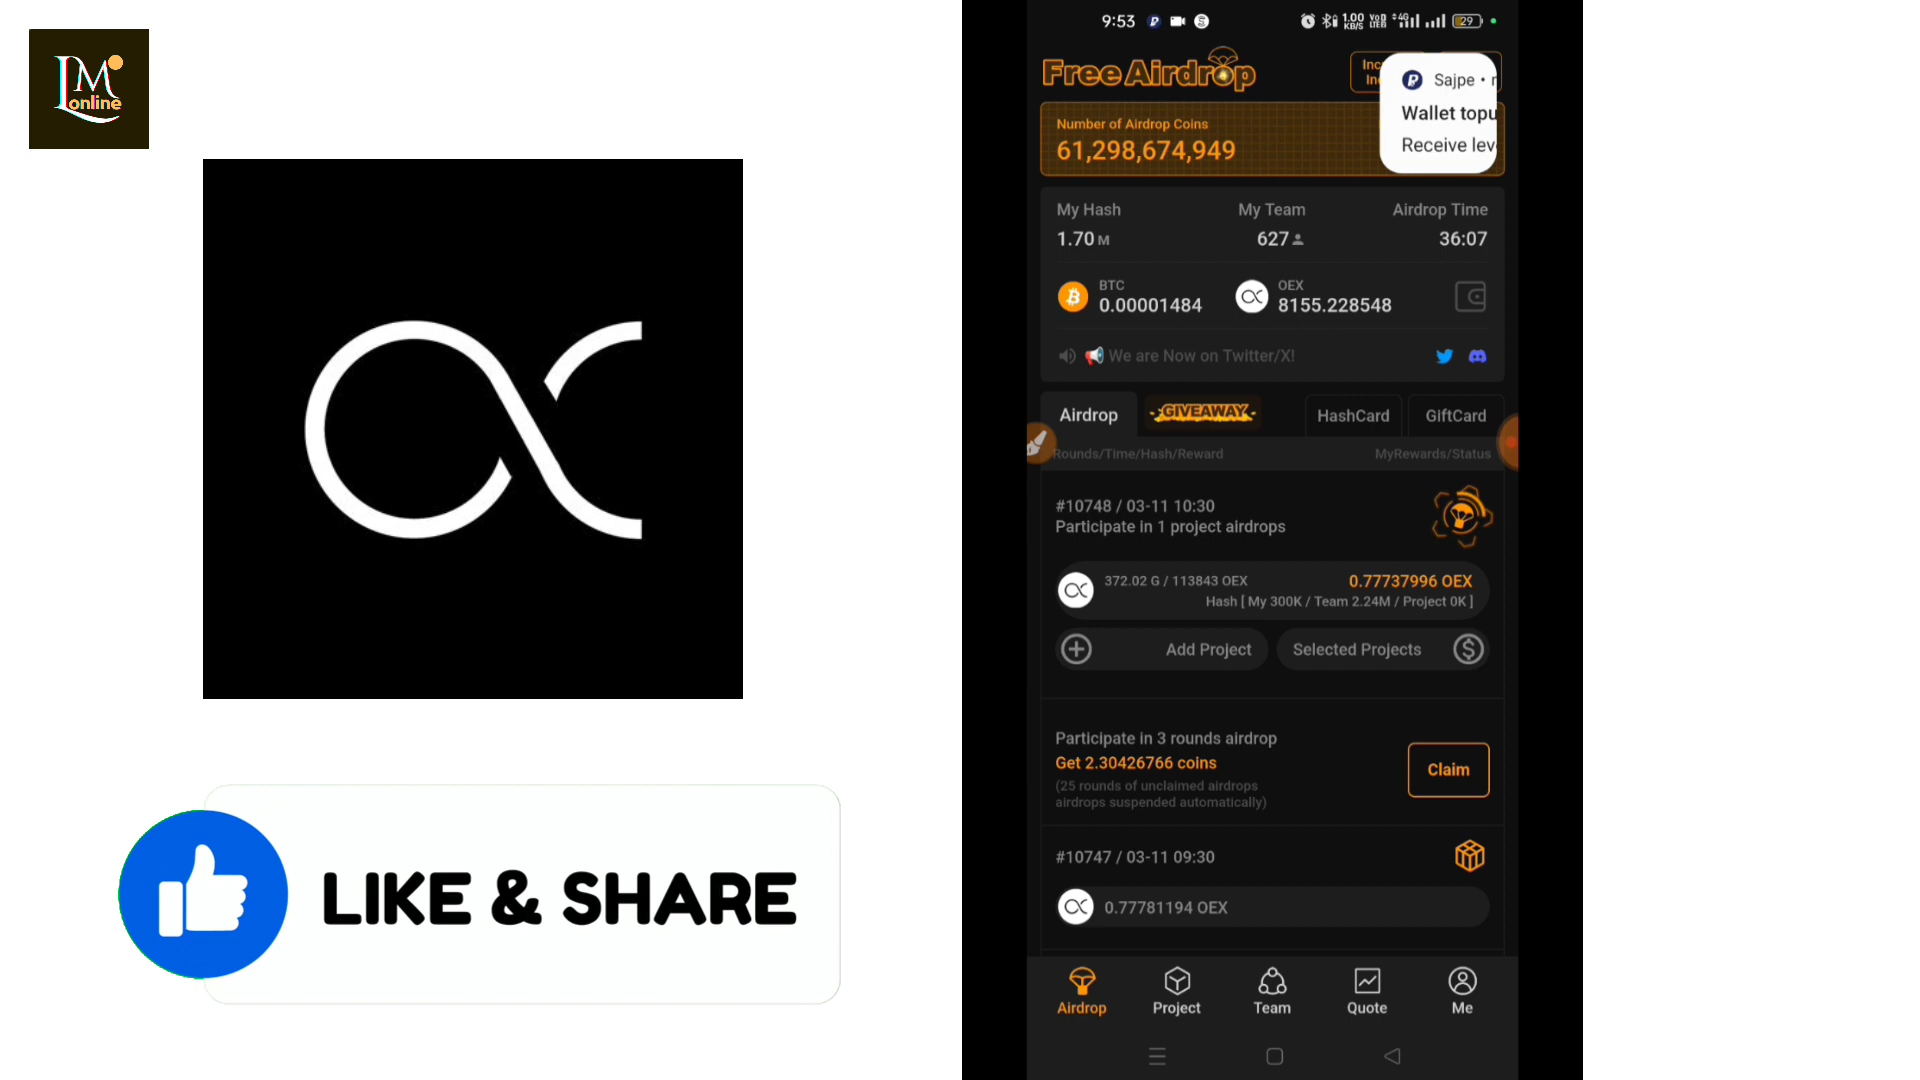 LM
online
LIKE & SHARE
9:53
1.00
KB/S
29
Free Airdrop
Number of Airdrop Coins
61,298,674,949
Sajpe •
Wallet topu
Receive lev
My Hash
My Team
Airdrop Time
1.70 M
627
36:07
BTC
0.00001484
OEX
8155.228548
We are Now on Twitter/X!
Airdrop
GIVEAWAY
HashCard
GiftCard
Rounds/Time/Hash/Reward
MyRewards/Status
#10748 / 03-11 10:30
Participate in 1 project airdrops
372.02 G / 113843 OEX
0.77737996 OEX
Hash [ My 300K / Team 2.24M / Project 0K ]
Add Project
Selected Projects
Participate in 3 rounds airdrop
Get 2.30426766 coins
(25 rounds of unclaimed airdrops
airdrops suspended automatically)
Claim
#10747 / 03-11 09:30
0.77781194 OEX
Airdrop
Project
Team
Quote
Me